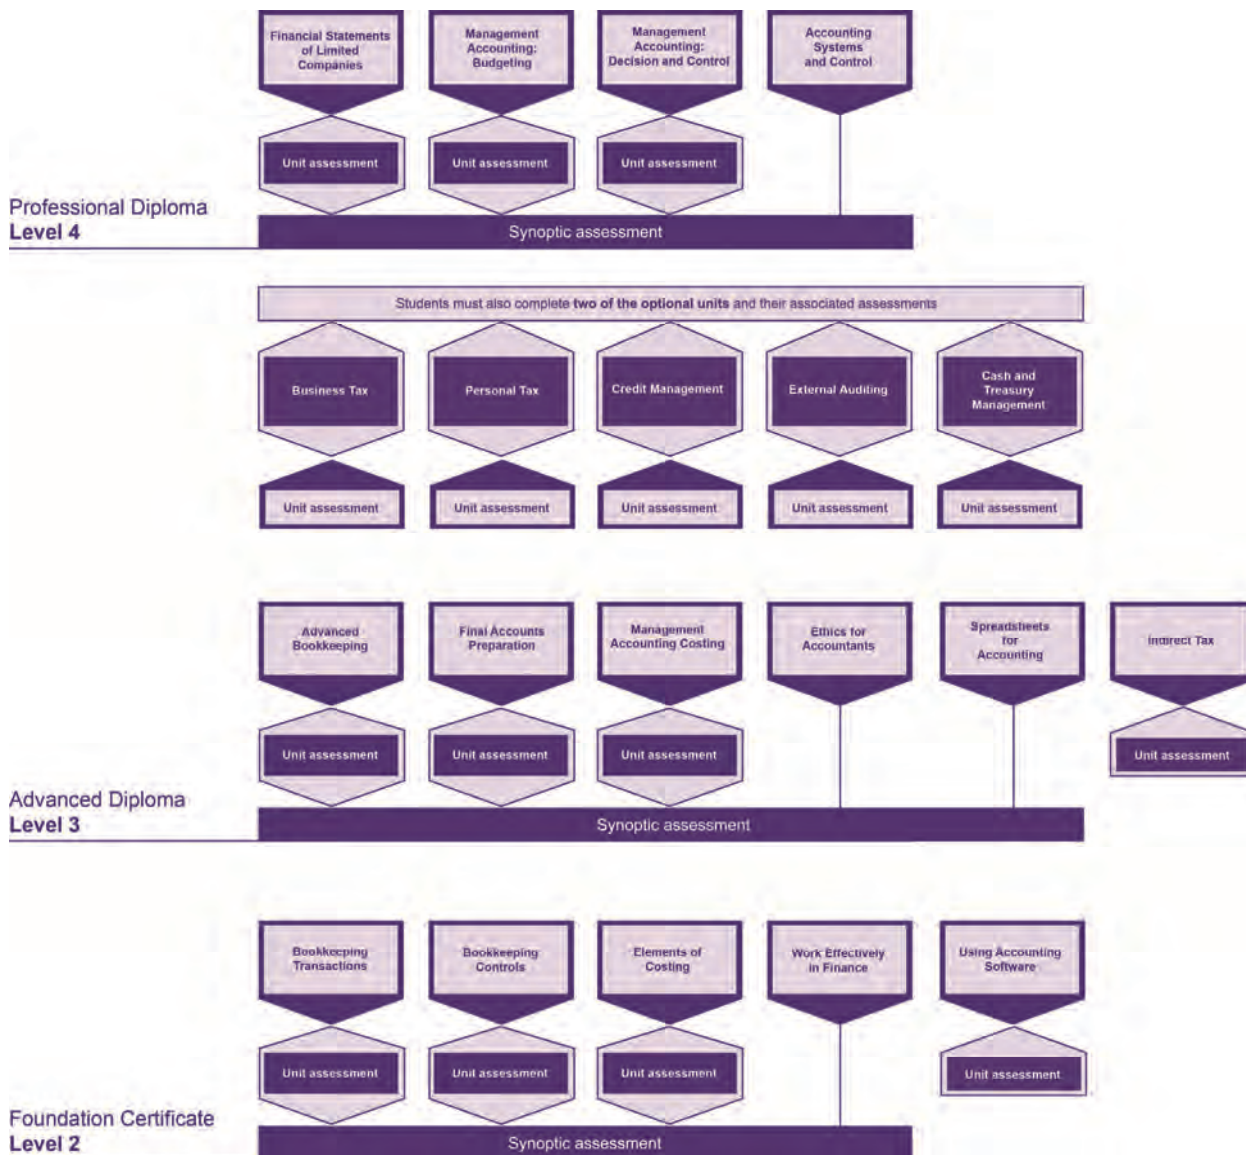 Financial Statements
of Limited
Companies
Management
Accounting:
Budgeting
Management
Accounting:
Decision and Control
Accounting
Systems
and Control
Unit assessment
Unit assessment
Unit assessment
Professional Diploma
Level 4
Synoptic assessment
Students must also complete two of the optional units and their associated assessments
Business Tax
Personal Tax
Credit Management
External Auditing
Cash and
Treasury
Management
Unit assessment
Unit assessment
Unit assessment
Unit assessment
Unit assessment
Advanced
Bookkeeping
Final Accounts
Preparation
Management
Accounting Costing
Ethics for
Accountants
Spreadsheets
for
Accounting
Indirect Tax
Unit assessment
Unit assessment
Unit assessment
Unit assessment
Advanced Diploma
Level 3
Synoptic assessment
Bookkeeping
Transactions
Bookkeeping
Controls
Elements of
Costing
Work Effectively
in Finance
Using Accounting
Software
Unit assessment
Unit assessment
Unit assessment
Unit assessment
Foundation Certificate
Level 2
Synoptic assessment